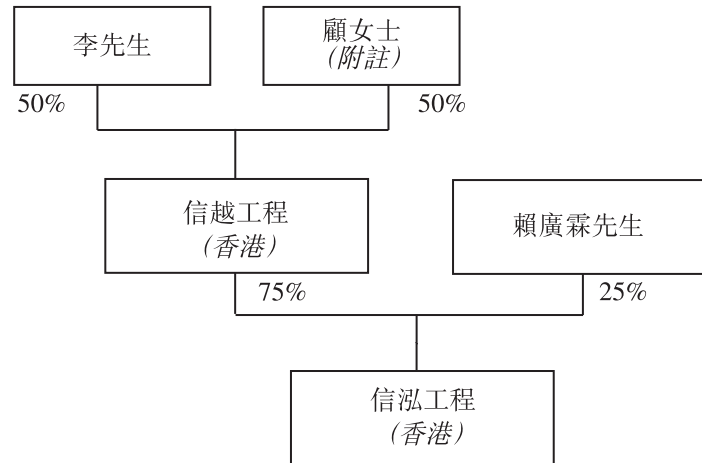 李先生
顧女士
(附註)
50%
50%
信越工程
(香港)
賴廣霖先生
75%
25%
信泓工程
(香港)